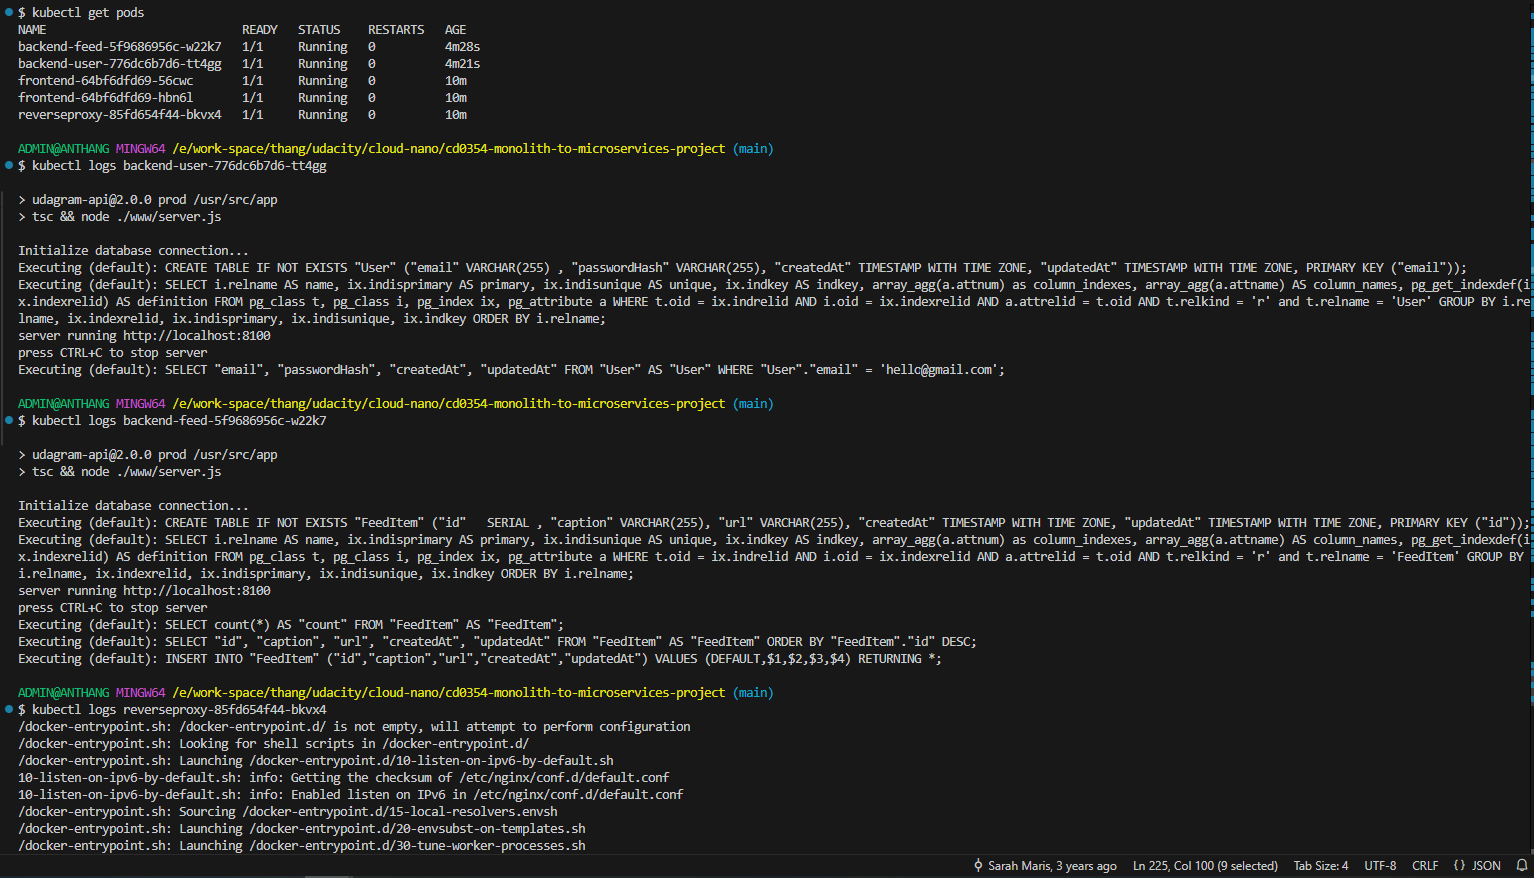 $ kubectl get pods
NAME READY STATUS RESTARTS AGE
backend-feed-5f9686956c-w22k7 1/1 Running 0 4m28s
backend-user-776dc6b7d6-tt4gg 1/1 Running 0 4m21s
frontend-64bf6dfd69-56cwc 1/1 Running 0 10m
frontend-64bf6dfd69-hbn6l 1/1 Running 0 10m
reverseproxy-85fd654f44-bkvx4 1/1 Running 0 10m
ADMIN@ANTHANG MINGW64 /e/work-space/thang/udacity/cloud-nano/cd0354-monolith-to-microservices-project (main)
$ kubectl logs backend-user-776dc6b7d6-tt4gg
> udagram-api@2.0.0 prod /usr/src/app
> tsc && node ./www/server.js
Initialize database connection...
Executing (default): CREATE TABLE IF NOT EXISTS "User" ("email" VARCHAR(255) , "passwordHash" VARCHAR(255), "createdAt" TIMESTAMP WITH TIME ZONE, "updatedAt" TIMESTAMP WITH TIME ZONE, PRIMARY KEY ("email"));
Executing (default): SELECT i.relname AS name, ix.indisprimary AS primary, ix.indisunique AS unique, ix.indkey AS indkey, array_agg(a.attnum) as column_indexes, array_agg(a.attname) AS column_names, pg_get_indexdef(i
x.indexrelid) AS definition FROM pg_class t, pg_class i, pg_index ix, pg_attribute a WHERE t.oid = ix.indrelid AND i.oid = ix.indexrelid AND a.attrelid = t.oid AND t.relkind = 'r' and t.relname = 'User' GROUP BY i.re
lname, ix.indexrelid, ix.indisprimary, ix.indisunique, ix.indkey ORDER BY i.relname;
server running http://localhost:8100
press CTRL+C to stop server
Executing (default): SELECT "email", "passwordHash", "createdAt", "updatedAt" FROM "User" AS "User" WHERE "User"."email" = 'hello@gmail.com';
ADMIN@ANTHANG MINGW64 /e/work-space/thang/udacity/cloud-nano/cd0354-monolith-to-microservices-project (main)
$ kubectl logs backend-feed-5f9686956c-w22k7
> udagram-api@2.0.0 prod /usr/src/app
> tsc && node ./www/server.js
Initialize database connection...
Executing (default): CREATE TABLE IF NOT EXISTS "FeedItem" ("id"   SERIAL , "caption" VARCHAR(255), "url" VARCHAR(255), "createdAt" TIMESTAMP WITH TIME ZONE, "updatedAt" TIMESTAMP WITH TIME ZONE, PRIMARY KEY ("id"));
Executing (default): SELECT i.relname AS name, ix.indisprimary AS primary, ix.indisunique AS unique, ix.indkey AS indkey, array_agg(a.attnum) as column_indexes, array_agg(a.attname) AS column_names, pg_get_indexdef(i
x.indexrelid) AS definition FROM pg_class t, pg_class i, pg_index ix, pg_attribute a WHERE t.oid = ix.indrelid AND i.oid = ix.indexrelid AND a.attrelid = t.oid AND t.relkind = 'r' and t.relname = 'FeedItem' GROUP BY
i.relname, ix.indexrelid, ix.indisprimary, ix.indisunique, ix.indkey ORDER BY i.relname;
server running http://localhost:8100
press CTRL+C to stop server
Executing (default): SELECT count(*) AS "count" FROM "FeedItem" AS "FeedItem";
Executing (default): SELECT "id", "caption", "url", "createdAt", "updatedAt" FROM "FeedItem" AS "FeedItem" ORDER BY "FeedItem"."id" DESC;
Executing (default): INSERT INTO "FeedItem" ("id","caption","url","createdAt","updatedAt") VALUES (DEFAULT,$1,$2,$3,$4) RETURNING *;
ADMIN@ANTHANG MINGW64 /e/work-space/thang/udacity/cloud-nano/cd0354-monolith-to-microservices-project (main)
$ kubectl logs reverseproxy-85fd654f44-bkvx4
/docker-entrypoint.sh: /docker-entrypoint.d/ is not empty, will attempt to perform configuration
/docker-entrypoint.sh: Looking for shell scripts in /docker-entrypoint.d/
/docker-entrypoint.sh: Launching /docker-entrypoint.d/10-listen-on-ipv6-by-default.sh
10-listen-on-ipv6-by-default.sh: info: Getting the checksum of /etc/nginx/conf.d/default.conf
10-listen-on-ipv6-by-default.sh: info: Enabled listen on IPv6 in /etc/nginx/conf.d/default.conf
/docker-entrypoint.sh: Sourcing /docker-entrypoint.d/15-local-resolvers.envsh
/docker-entrypoint.sh: Launching /docker-entrypoint.d/20-envsubst-on-templates.sh
/docker-entrypoint.sh: Launching /docker-entrypoint.d/30-tune-worker-processes.sh
Sarah Maris, 3 years ago Ln 225, Col 100 (9 selected) Tab Size: 4 UTF-8 CRLF {} JSON